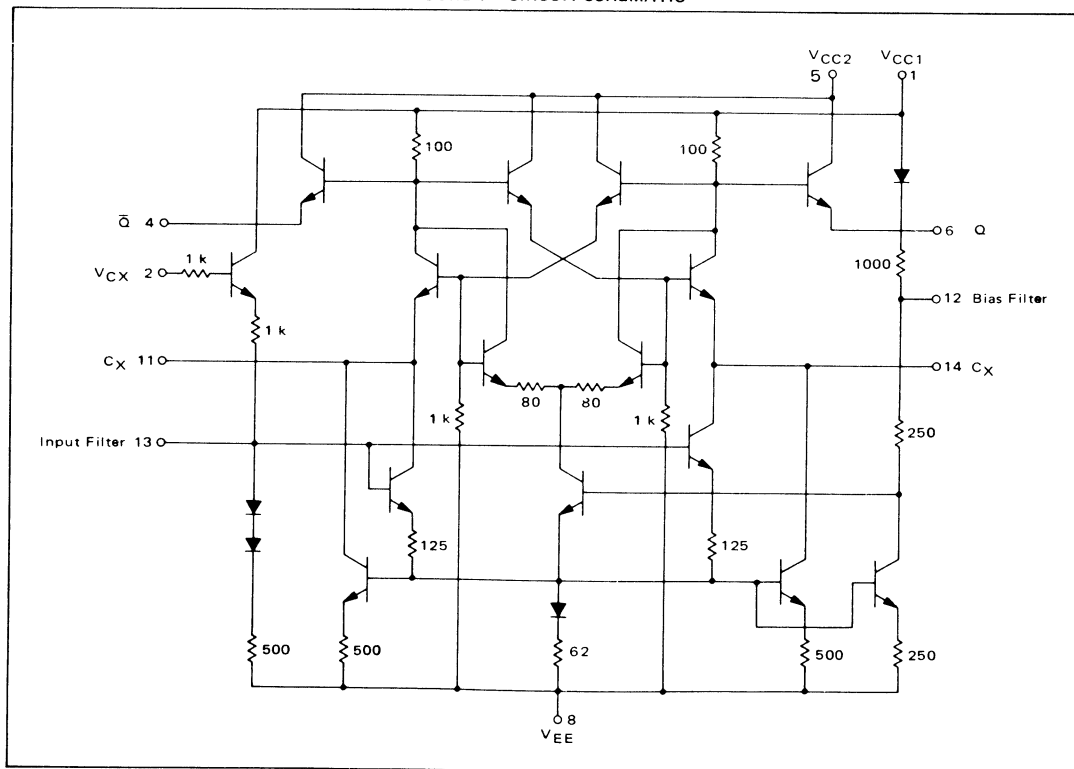 CIRCUIT SCHEMATIC
VCC2
5
VCC1
1
100
100
Q̅ 4
6 Q
1 k
VCX 2
1000
12 Bias Filter
1 k
CX 11
14 CX
80
80
1 k
1 k
250
Input Filter 13
125
125
500
500
62
500
250
8
VEE